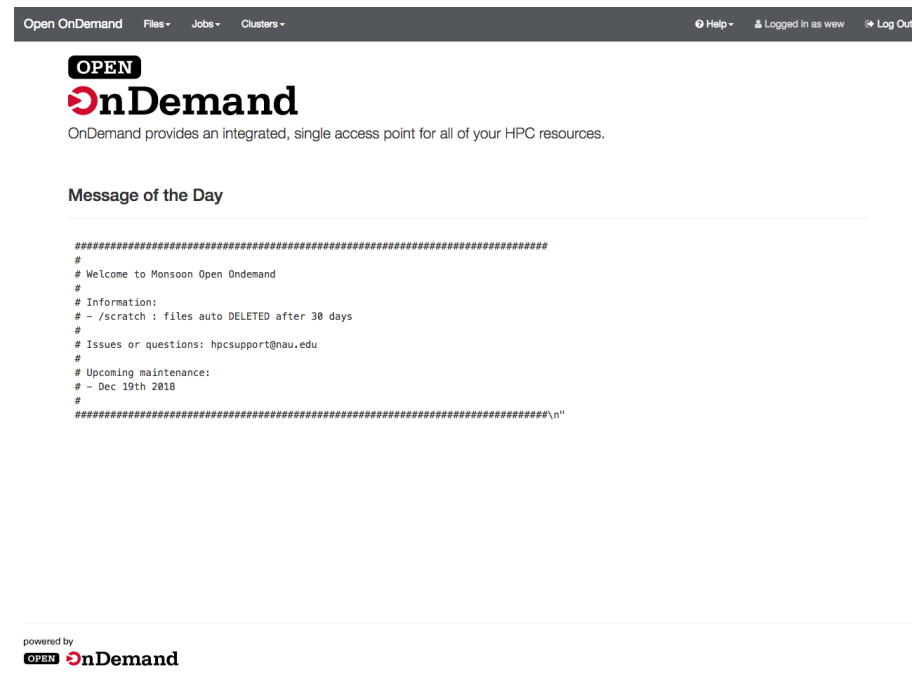 Open OnDemand Files Jobs Clusters Help Logged in as wew Log Out
OPEN
OnDemand
OnDemand provides an integrated, single access point for all of your HPC resources.
Message of the Day
################################################################################
#
# Welcome to Monsoon Open Ondemand
#
# Information:
# - /scratch : files auto DELETED after 30 days
#
# Issues or questions: hpcsupport@nau.edu
#
# Upcoming maintenance:
# - Dec 19th 2018
#
################################################################################\n"
powered by
OPEN OnDemand